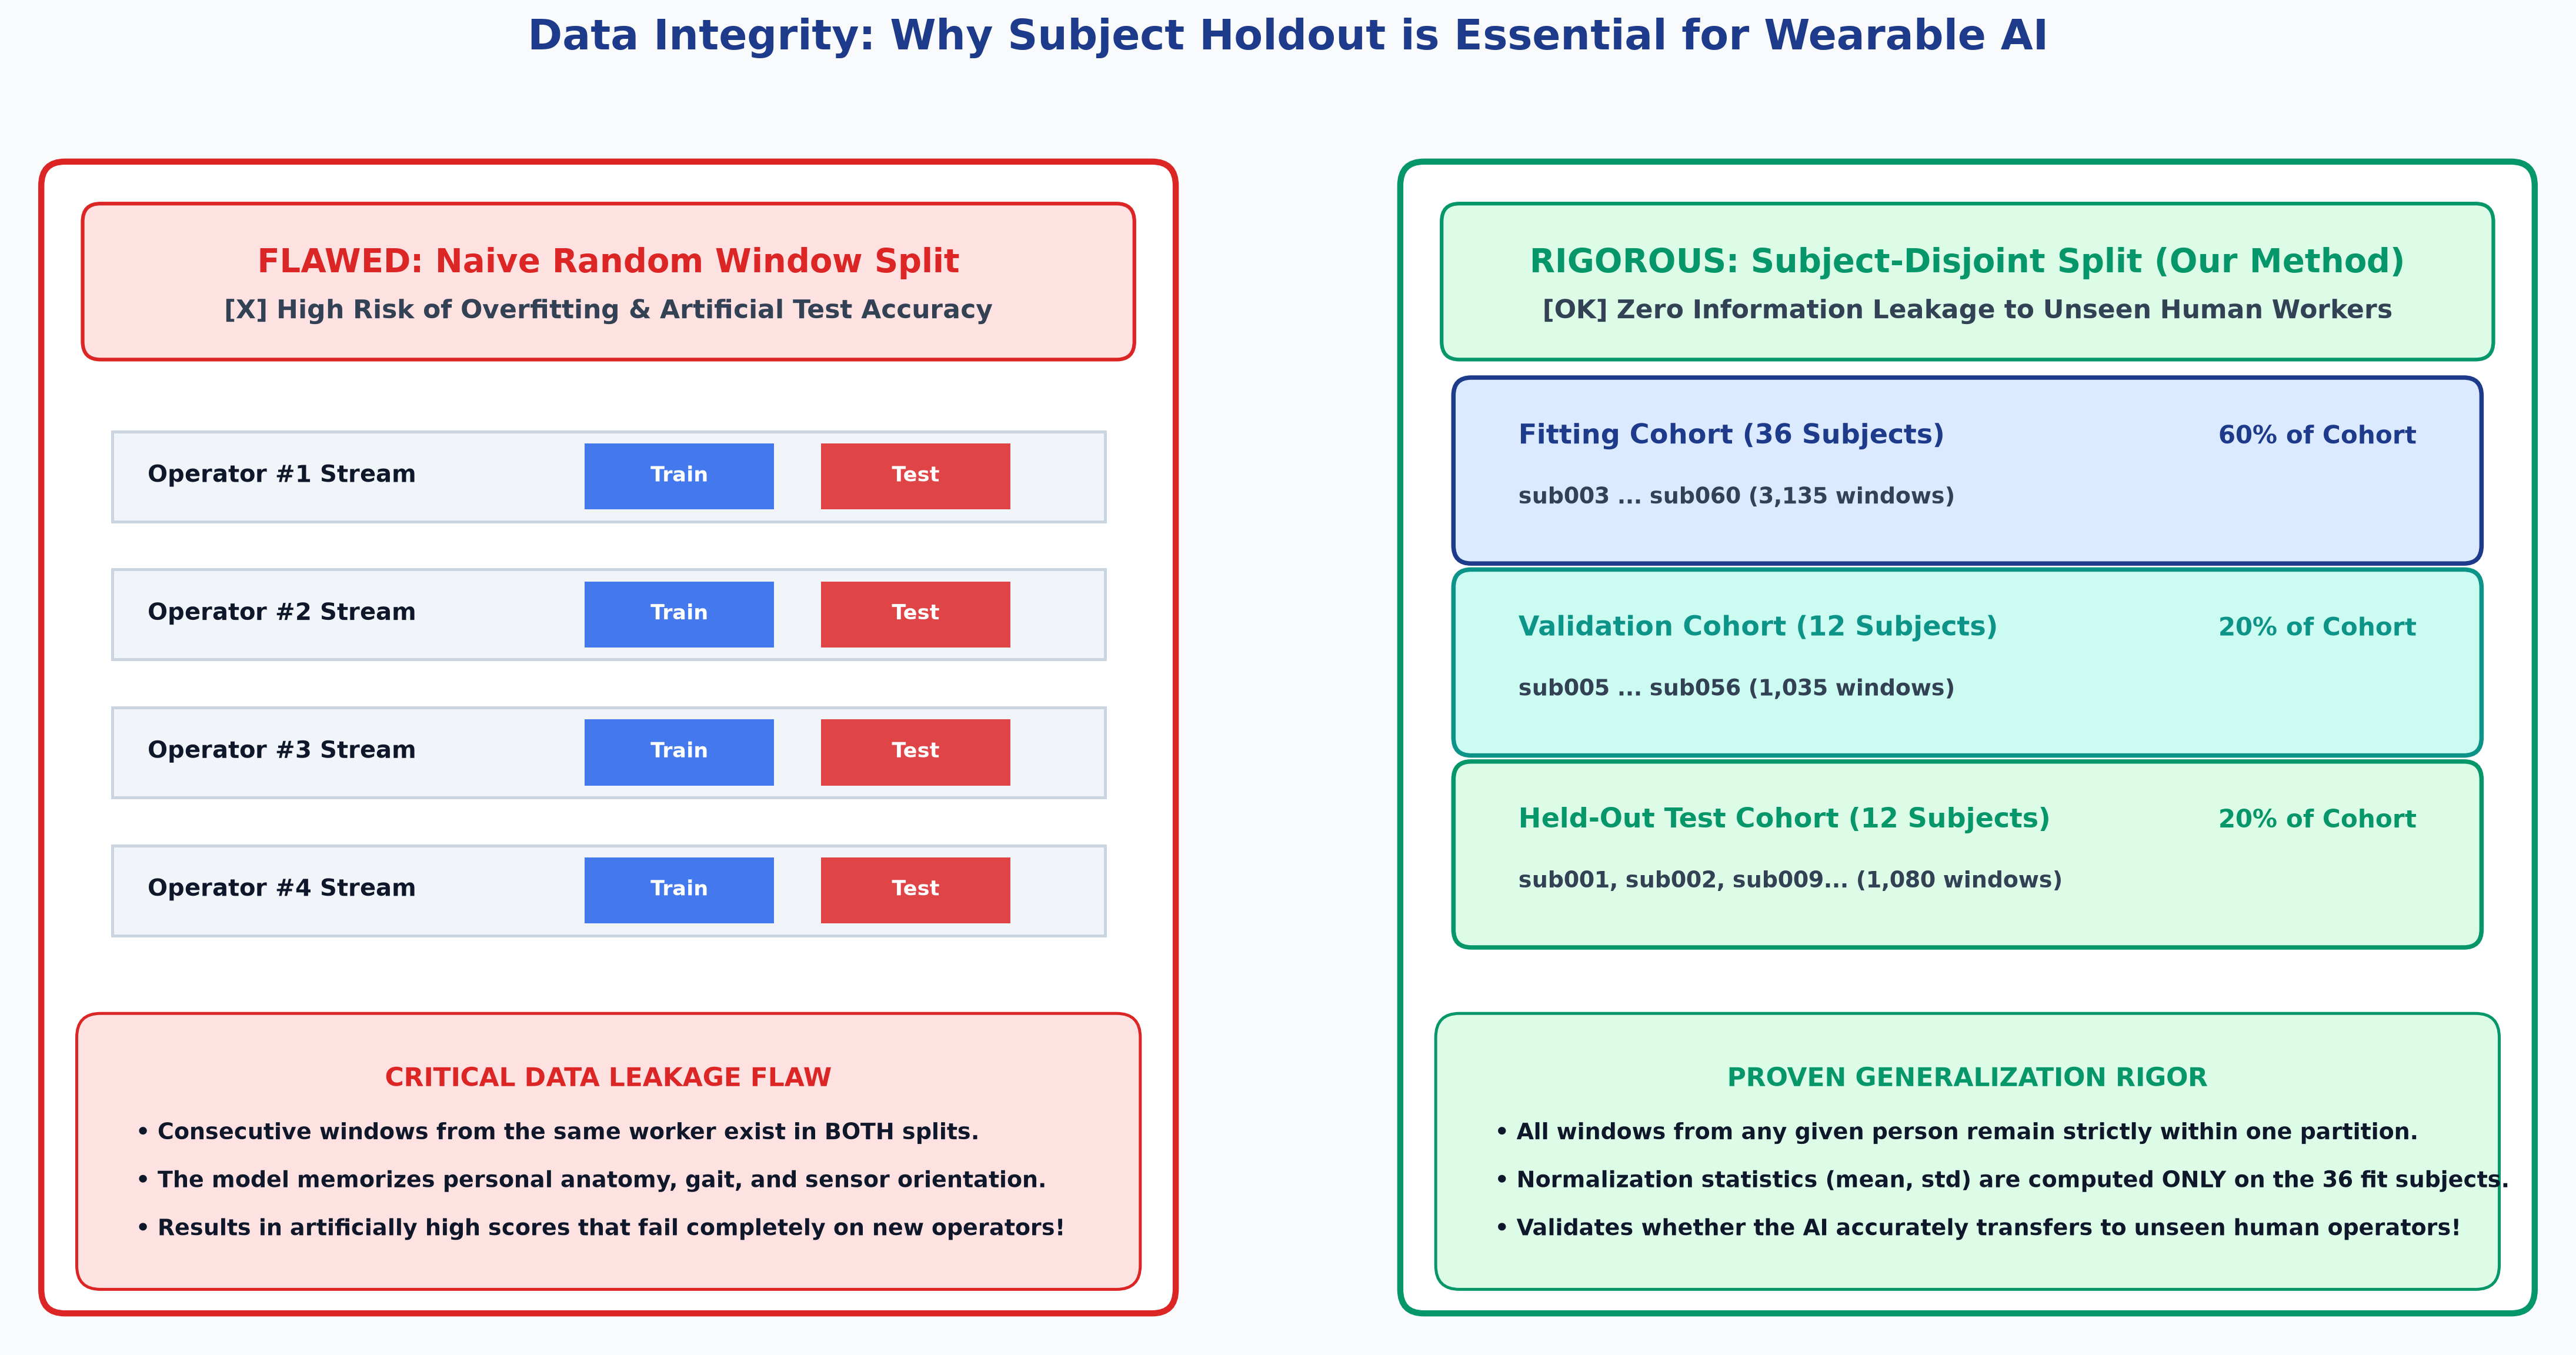 Data Integrity: Why Subject Holdout is Essential for Wearable AI
FLAWED: Naive Random Window Split
[X] High Risk of Overfitting & Artificial Test Accuracy
Operator #1 Stream
Train
Test
Operator #2 Stream
Train
Test
Operator #3 Stream
Train
Test
Operator #4 Stream
Train
Test
CRITICAL DATA LEAKAGE FLAW
• Consecutive windows from the same worker exist in BOTH splits.
• The model memorizes personal anatomy, gait, and sensor orientation.
• Results in artificially high scores that fail completely on new operators!
RIGOROUS: Subject-Disjoint Split (Our Method)
[OK] Zero Information Leakage to Unseen Human Workers
Fitting Cohort (36 Subjects)
60% of Cohort
sub003 ... sub060 (3,135 windows)
Validation Cohort (12 Subjects)
20% of Cohort
sub005 ... sub056 (1,035 windows)
Held-Out Test Cohort (12 Subjects)
20% of Cohort
sub001, sub002, sub009... (1,080 windows)
PROVEN GENERALIZATION RIGOR
• All windows from any given person remain strictly within one partition.
• Normalization statistics (mean, std) are computed ONLY on the 36 fit subjects.
• Validates whether the AI accurately transfers to unseen human operators!